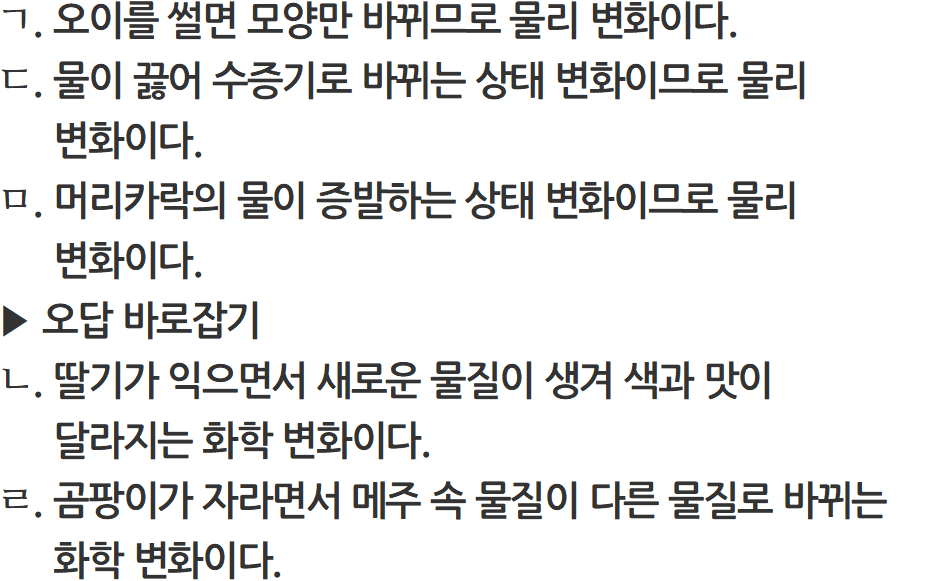 ㄱ. 오이를 썰면 모양만 바뀌므로 물리 변화이다.
ㄷ. 물이 끓어 수증기로 바뀌는 상태 변화이므로 물리
변화이다.
ㅁ. 머리카락의 물이 증발하는 상태 변화이므로 물리
변화이다.
▶ 오답 바로잡기
ㄴ. 딸기가 익으면서 새로운 물질이 생겨 색과 맛이
달라지는 화학 변화이다.
ㄹ. 곰팡이가 자라면서 메주 속 물질이 다른 물질로 바뀌는
화학 변화이다.